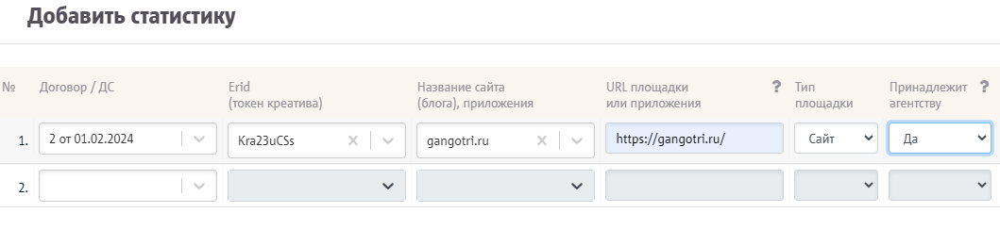 Добавить статистику
№ Договор / ДС Erid URL площадки ? Тип Принадлежит ?
(токен креатива) Название сайта (блога), приложения или приложения площадки агентству
1. 2 от 01.02.2024 Kra23uCSs gangotri.ru https://gangotri.ru/ Сайт Да
2.